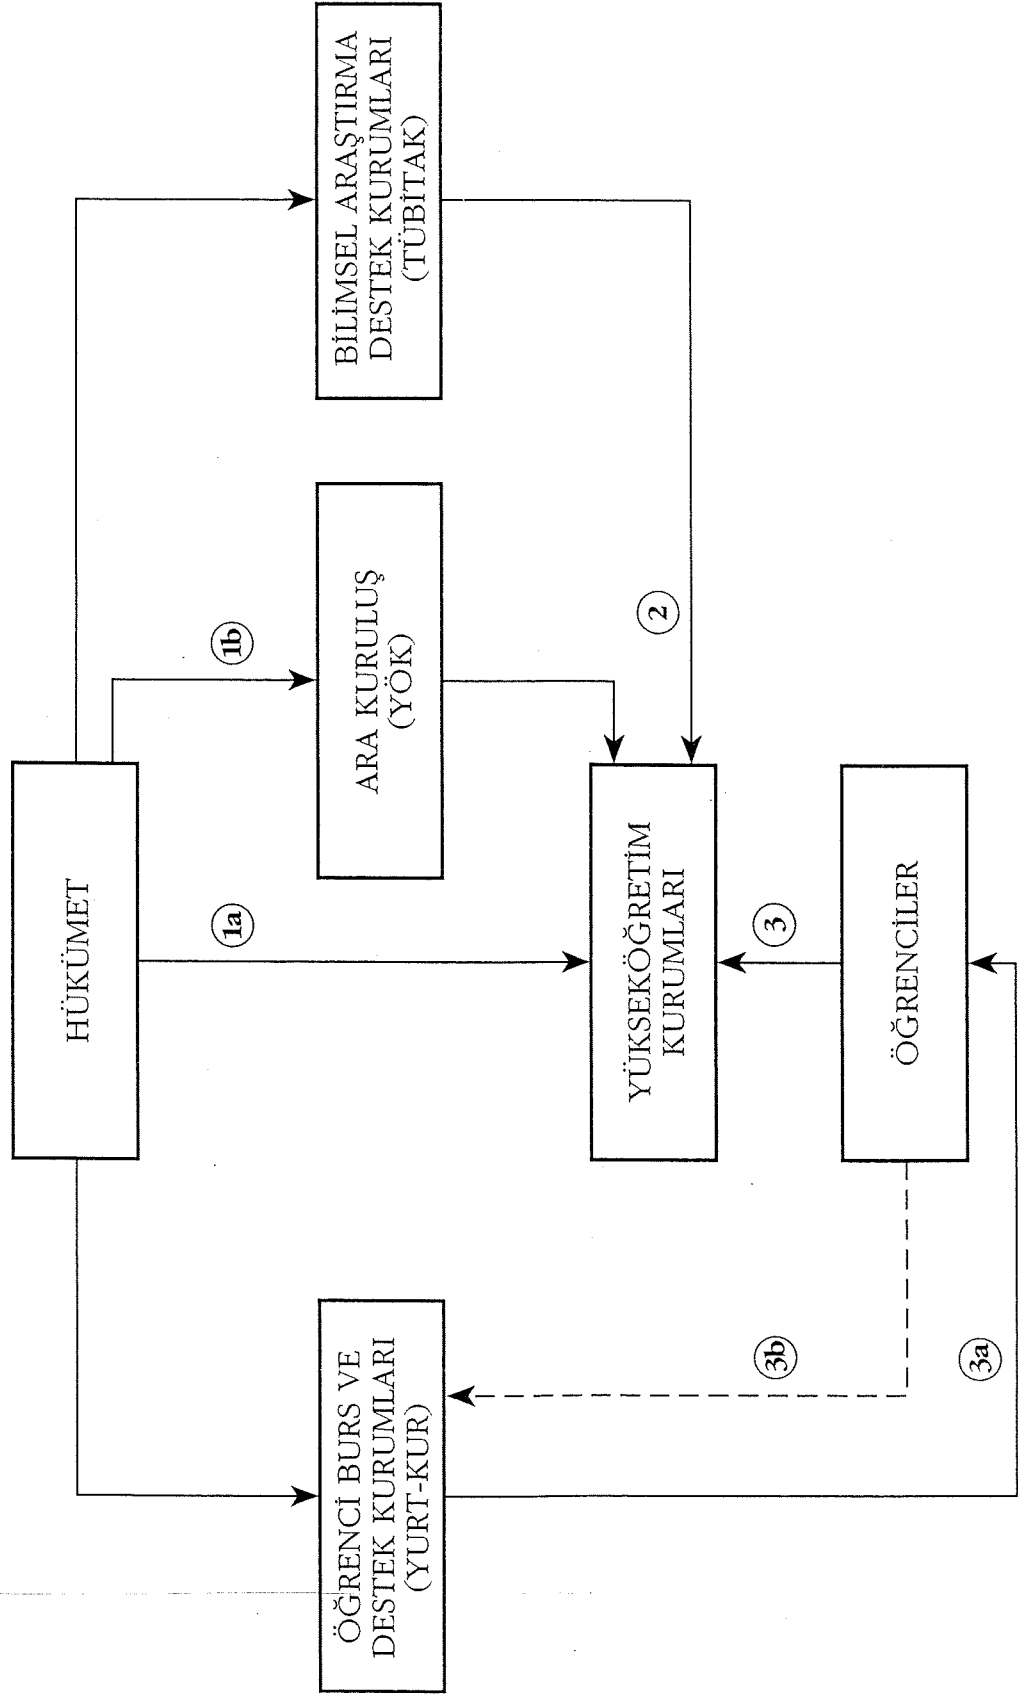 HÜKÜMET
1a
1b
ÖĞRENCİ BURS VE
DESTEK KURUMLARI
(YURT-KUR)
ARA KURULUŞ
(YÖK)
BİLİMSEL ARAŞTIRMA
DESTEK KURUMLARI
(TÜBİTAK)
2
YÜKSEKÖĞRETİM
KURUMLARI
3
3b
ÖĞRENCİLER
3a